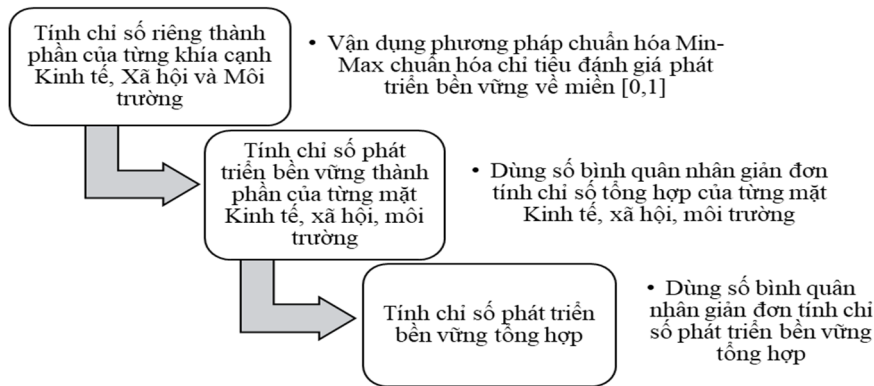 Tính chỉ số riêng thành
phần của từng khía cạnh
Kinh tế, Xã hội và Môi
trường
• Vận dụng phương pháp chuẩn hóa Min-
Max chuẩn hóa chỉ tiêu đánh giá phát
triển bền vững về miền [0,1]
Tính chỉ số phát
triển bền vững thành
phần của từng mặt
Kinh tế, xã hội, môi
trường
• Dùng số bình quân nhân giản đơn
tính chỉ số tổng hợp của từng mặt
Kinh tế, xã hội, môi trường
Tính chỉ số phát triển
bền vững tổng hợp
• Dùng số bình quân
nhân giản đơn tính chỉ
số phát triển bền vững
tổng hợp